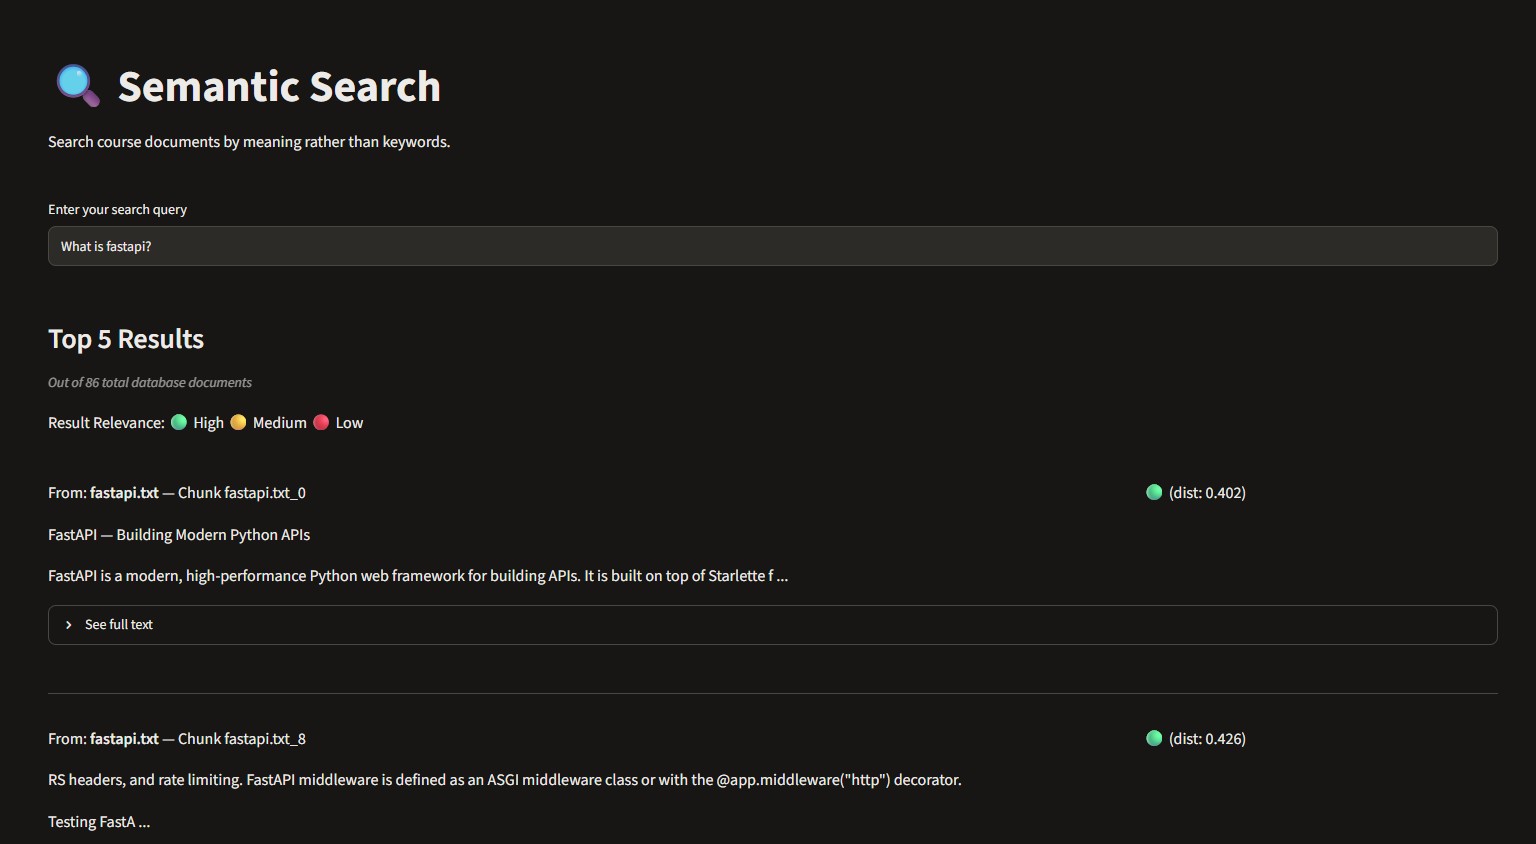 Semantic Search
Search course documents by meaning rather than keywords.
Enter your search query
What is fastapi?
Top 5 Results
Out of 86 total database documents
Result Relevance: High Medium Low
From: fastapi.txt — Chunk fastapi.txt_0 (dist: 0.402)
FastAPI — Building Modern Python APIs
FastAPI is a modern, high-performance Python web framework for building APIs. It is built on top of Starlette f ...
See full text
From: fastapi.txt — Chunk fastapi.txt_8 (dist: 0.426)
RS headers, and rate limiting. FastAPI middleware is defined as an ASGI middleware class or with the @app.middleware("http") decorator.
Testing FastA ...